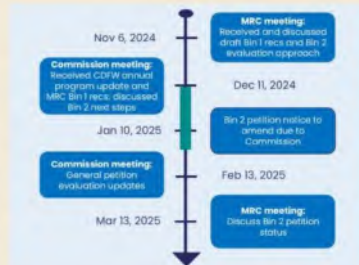 Nov 6, 2024
MRC meeting:
Received and discussed
draft Bin 1 recs and Bin 2
evaluation approach
Commission meeting:
Received CDFW annual
program update and
MRC Bin 1 recs; discussed
Bin 2 next steps
Dec 11, 2024
Jan 10, 2025
Bin 2 petition notice to
amend due to
Commission
Commission meeting:
General petition
evaluation updates
Feb 13, 2025
Mar 13, 2025
MRC meeting:
Discuss Bin 2 petition
status